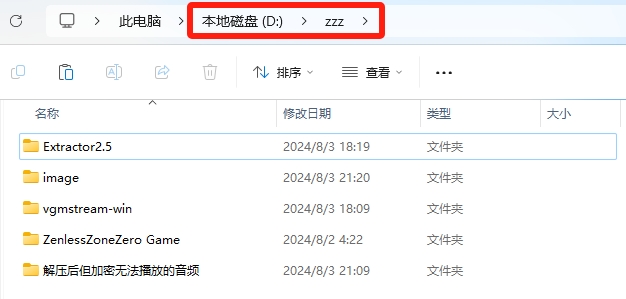 此电脑 > 本地磁盘 (D:) > zzz >
排序 查看 ...
名称 修改日期 类型 大小
Extractor2.5 2024/8/3 18:19 文件夹
image 2024/8/3 21:20 文件夹
vgmstream-win 2024/8/3 18:09 文件夹
ZenlessZoneZero Game 2024/8/2 4:22 文件夹
解压后但加密无法播放的音频 2024/8/3 21:09 文件夹